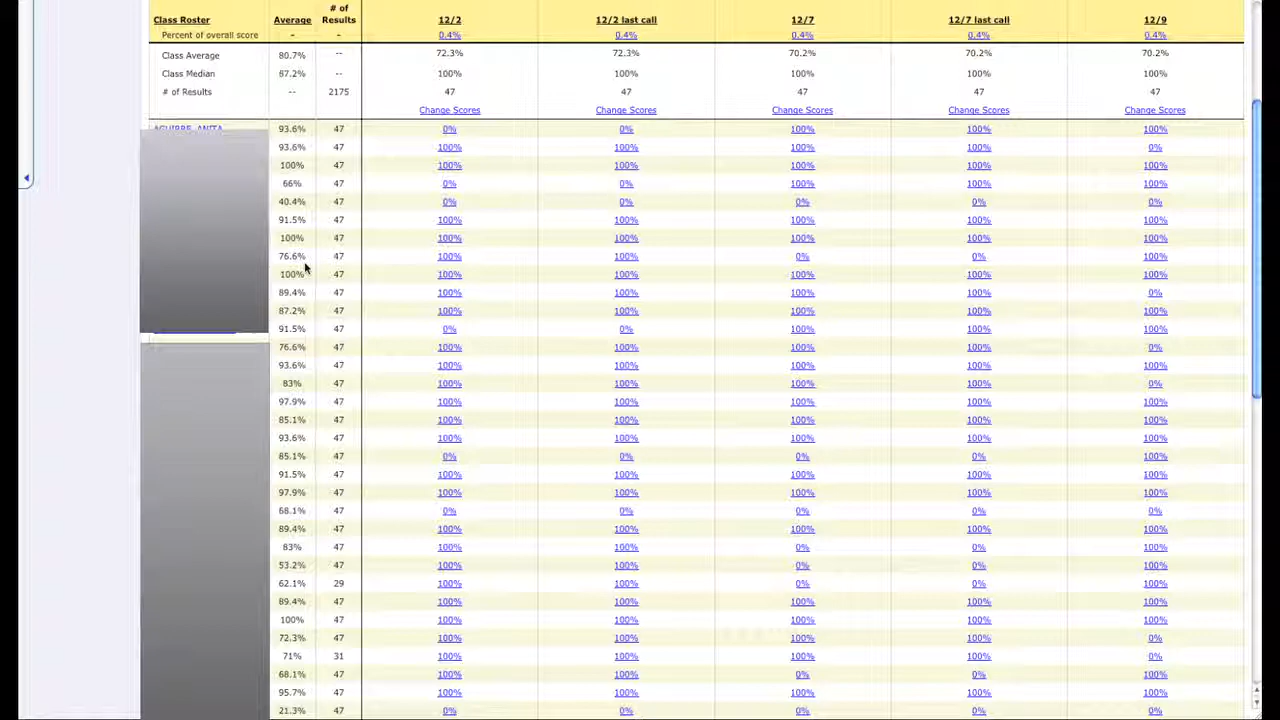 # of
Class Roster Average Results 12/2 12/2 last call 12/7 12/7 last call 12/9
Percent of overall score - - 0.4% 0.4% 0.4% 0.4% 0.4%
Class Average 80.7% -- 72.3% 72.3% 70.2% 70.2% 70.2%
Class Median 87.2% -- 100% 100% 100% 100% 100%
# of Results -- 2175 47 47 47 47 47
Change Scores Change Scores Change Scores Change Scores Change Scores
93.6% 47 0% 0% 100% 100% 100%
93.6% 47 100% 100% 100% 100% 0%
100% 47 100% 100% 100% 100% 100%
66% 47 0% 0% 100% 100% 100%
40.4% 47 0% 0% 0% 0% 0%
91.5% 47 100% 100% 100% 100% 100%
100% 47 100% 100% 100% 100% 100%
76.6% 47 100% 100% 0% 0% 100%
100% 47 100% 100% 100% 100% 100%
89.4% 47 100% 100% 100% 100% 0%
87.2% 47 100% 100% 100% 100% 100%
91.5% 47 0% 0% 100% 100% 100%
76.6% 47 100% 100% 100% 100% 0%
93.6% 47 100% 100% 100% 100% 100%
83% 47 100% 100% 100% 100% 0%
97.9% 47 100% 100% 100% 100% 100%
85.1% 47 100% 100% 100% 100% 100%
93.6% 47 100% 100% 100% 100% 100%
85.1% 47 0% 0% 0% 0% 100%
91.5% 47 100% 100% 100% 100% 100%
97.9% 47 100% 100% 100% 100% 100%
68.1% 47 0% 0% 0% 0% 0%
89.4% 47 100% 100% 100% 100% 100%
83% 47 100% 100% 0% 0% 100%
53.2% 47 100% 100% 0% 0% 100%
62.1% 29 100% 100% 0% 0% 0%
89.4% 47 100% 100% 100% 100% 100%
100% 47 100% 100% 100% 100% 100%
72.3% 47 100% 100% 100% 100% 0%
71% 31 100% 100% 100% 100% 0%
68.1% 47 100% 100% 0% 0% 100%
95.7% 47 100% 100% 100% 100% 100%
21.3% 47 0% 0% 0% 0% 0%